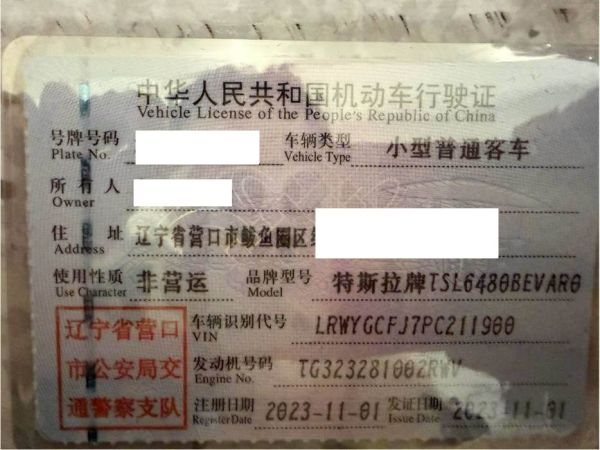 中华人民共和国机动车行驶证
Vehicle License of the People's Republic of China
号牌号码 车辆类型 小型普通客车
Plate No. Vehicle Type
所有人
Owner
住址 辽宁省营口市鲅鱼圈区
Address
使用性质 非营运 品牌型号 特斯拉牌TSL6480BEVAR0
Use Character Model
辽宁省营口 车辆识别代号 LRWYGCFJ7PC211900
VIN
市公安局交 发动机号码 TG323281002RWV
Engine No.
通警察支队 注册日期 2023-11-01 发证日期 2023-11-01
Register Date Issue Date